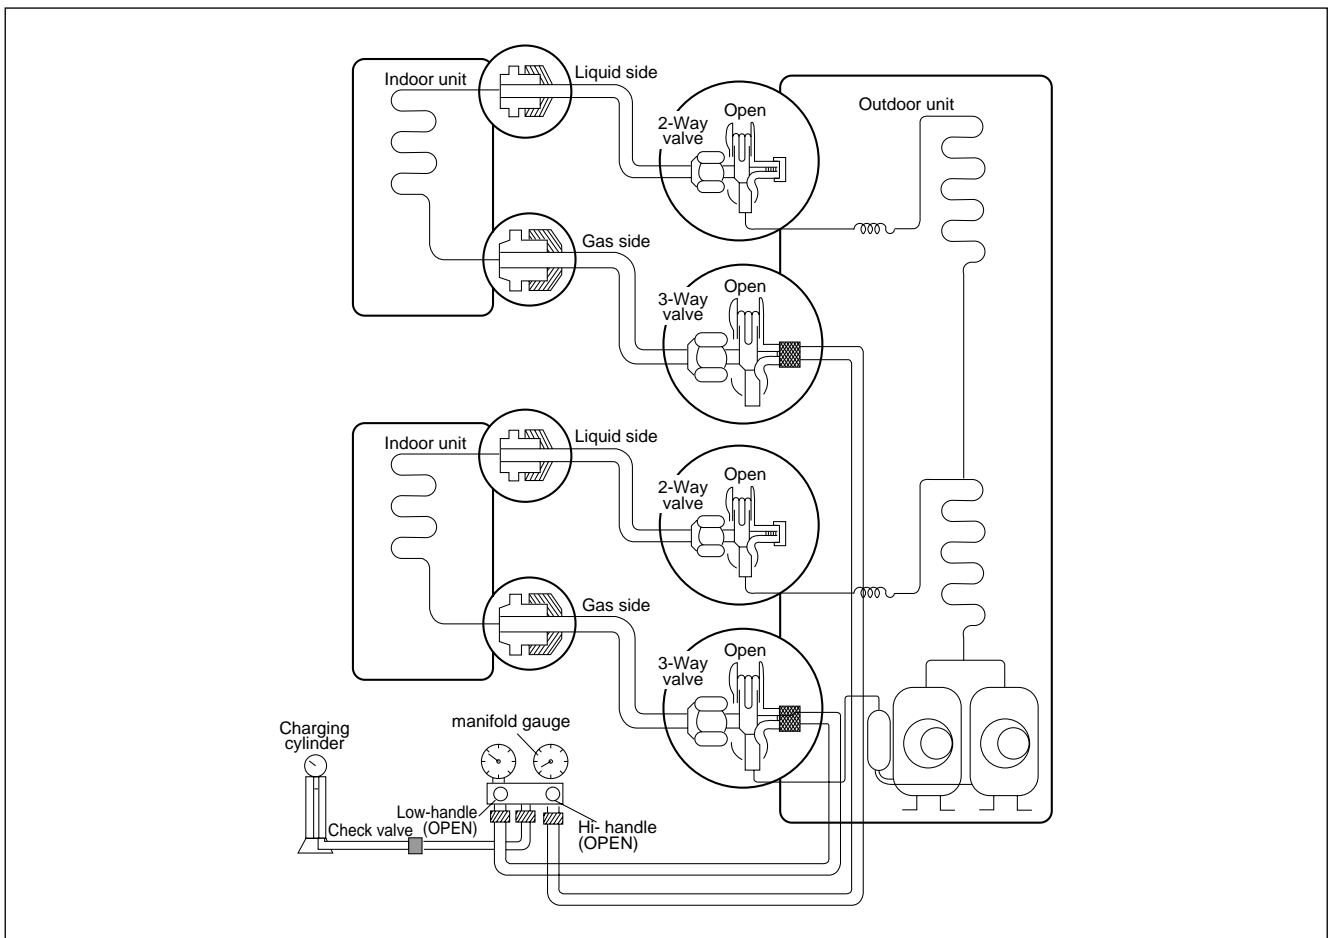 Indoor unit
Liquid side
2-Way
valve
Open
Outdoor unit
Gas side
3-Way
valve
Open
Indoor unit
Liquid side
2-Way
valve
Open
Gas side
3-Way
valve
Open
Charging
cylinder
manifold gauge
Low-handle
(OPEN)
Check valve
Hi- handle
(OPEN)